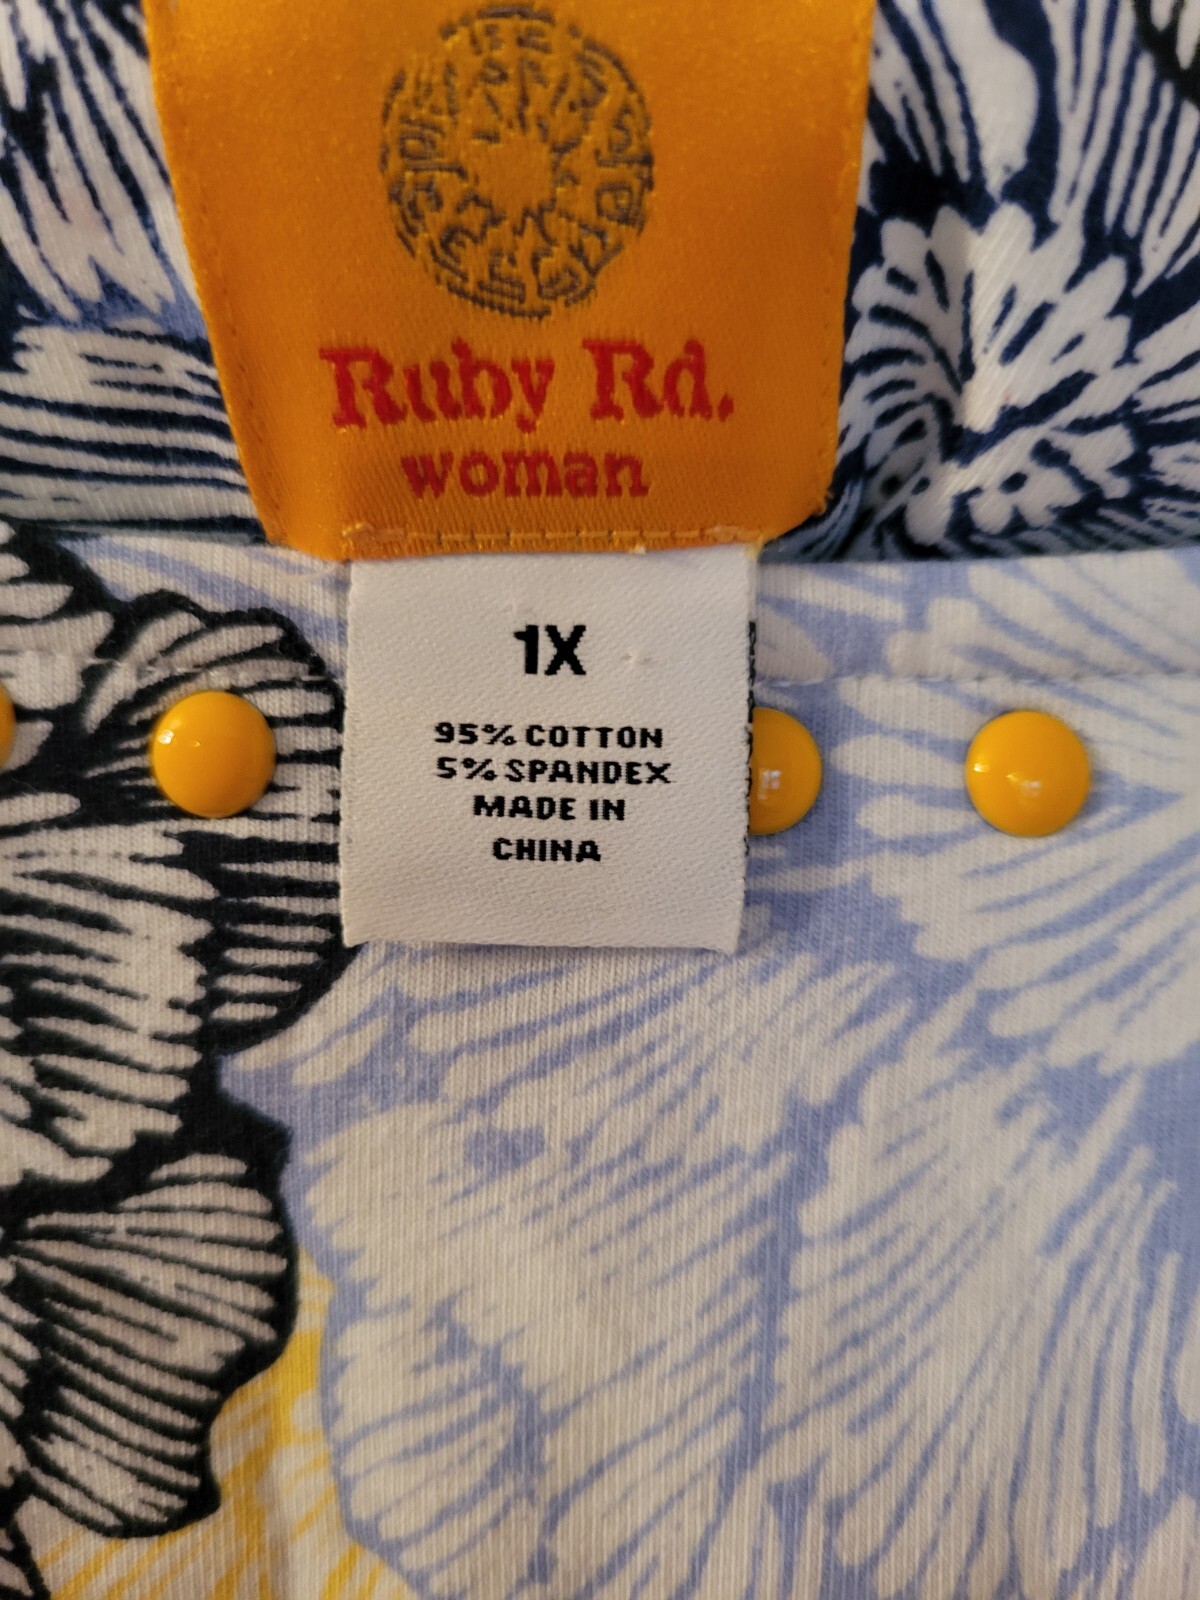 Ruby Rd.
woman
1X
95% COTTON
5% SPANDEX
MADE IN
CHINA